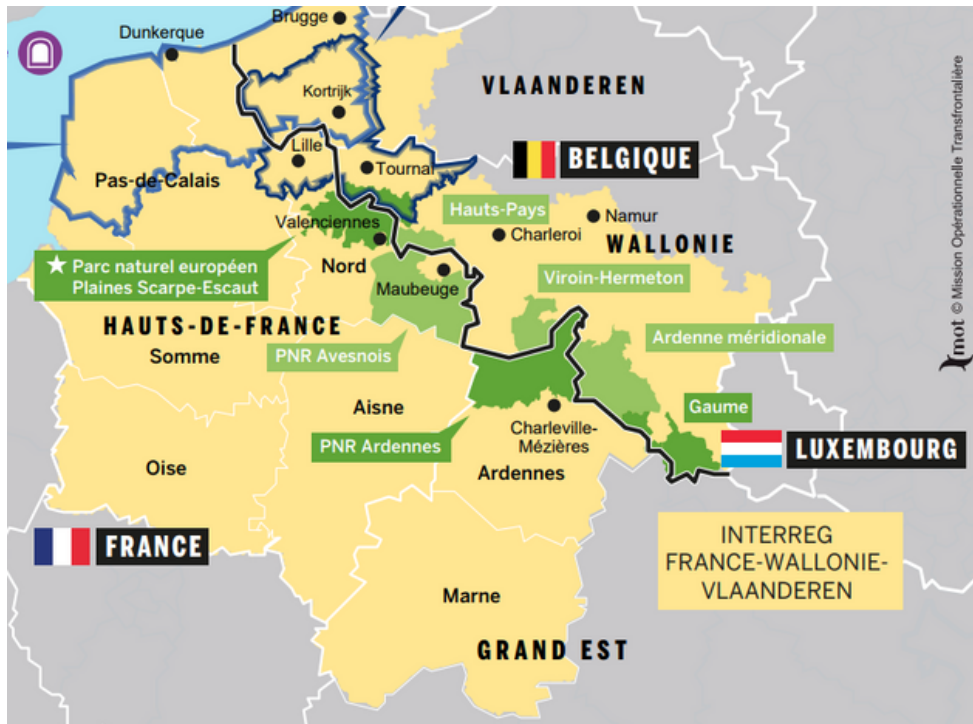 Brugge
Dunkerque
Kortrijk
VLAANDEREN
Lille
Tournai
BELGIQUE
Pas-de-Calais
Hauts-Pays
Namur
Valenciennes
Charleroi
WALLONIE
Parc naturel européen
Plaines Scarpe-Escaut
Nord
Maubeuge
Viroin-Hermeton
HAUTS-DE-FRANCE
Somme
PNR Avesnois
Ardenne méridionale
Aisne
Gaume
PNR Ardennes
Charleville-
Mézières
LUXEMBOURG
Oise
Ardennes
FRANCE
INTERREG
FRANCE-WALLONIE-
VLAANDEREN
Marne
GRAND EST
mot © Mission Opérationnelle Transfrontalière